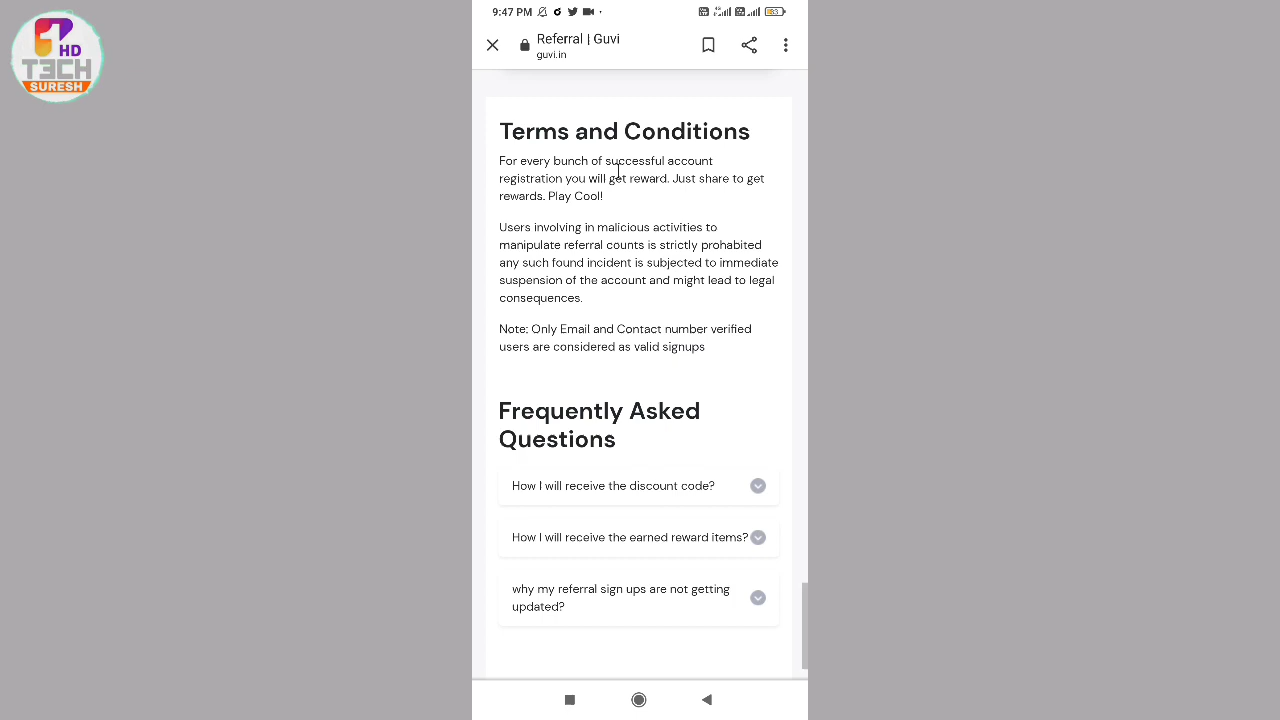 HD
TECH
SURESH
9:47 PM
4G
83
Referral | Guvi
guvi.in
Terms and Conditions
For every bunch of successful account
registration you will get reward. Just share to get
rewards. Play Cool!
Users involving in malicious activities to
manipulate referral counts is strictly prohabited
any such found incident is subjected to immediate
suspension of the account and might lead to legal
consequences.
Note: Only Email and Contact number verified
users are considered as valid signups
Frequently Asked
Questions
How I will receive the discount code?
How I will receive the earned reward items?
why my referral sign ups are not getting
updated?